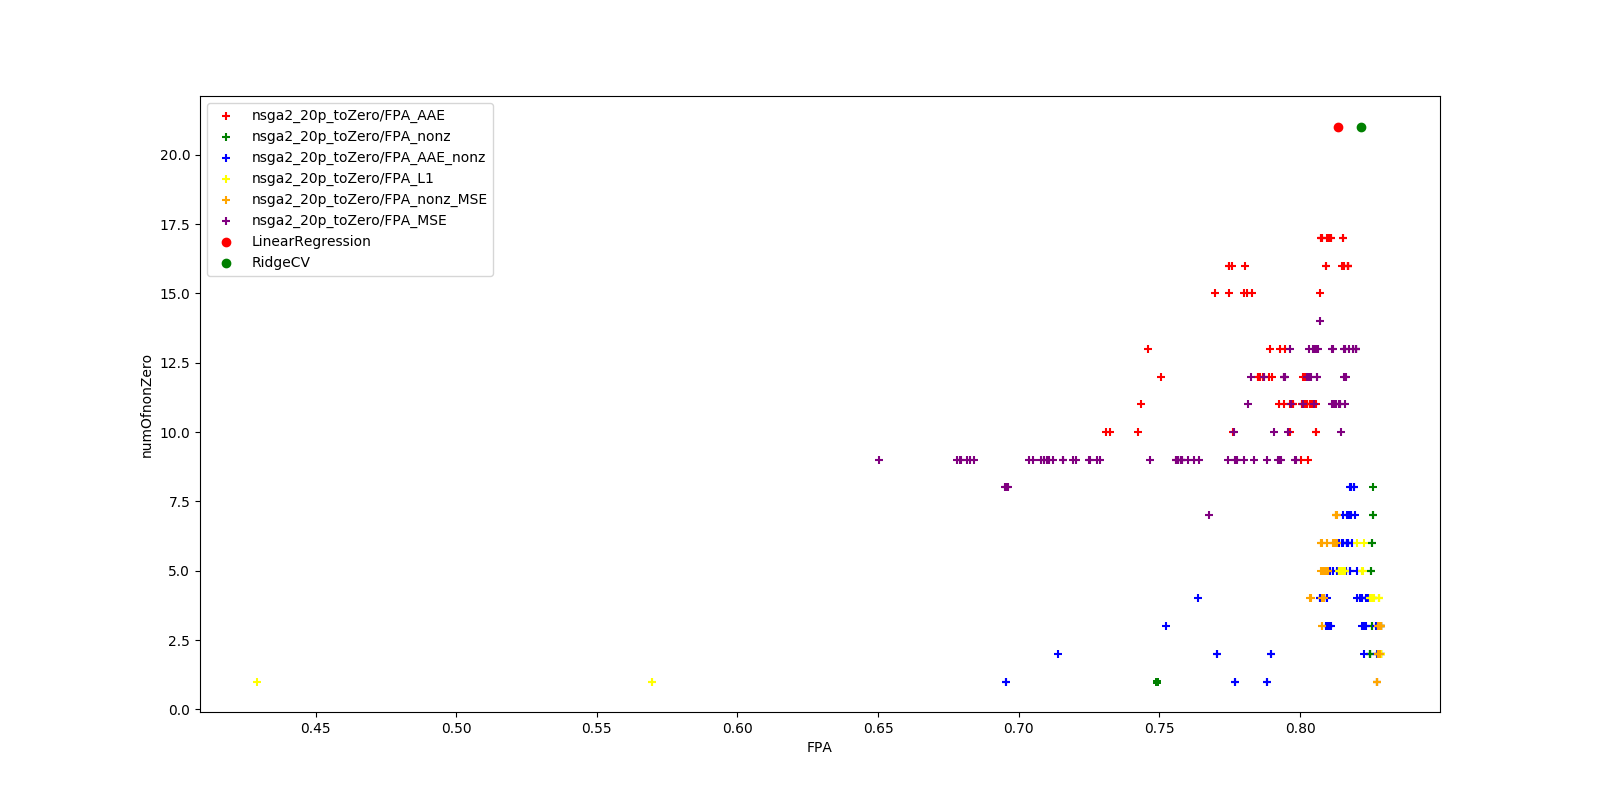 nsga2_20p_toZero/FPA_AAE
nsga2_20p_toZero/FPA_nonz
nsga2_20p_toZero/FPA_AAE_nonz
nsga2_20p_toZero/FPA_L1
nsga2_20p_toZero/FPA_nonz_MSE
nsga2_20p_toZero/FPA_MSE
LinearRegression
RidgeCV
20.0
17.5
15.0
12.5
10.0
7.5
5.0
2.5
0.0
numOfnonZero
0.45 0.50 0.55 0.60 0.65 0.70 0.75 0.80
FPA